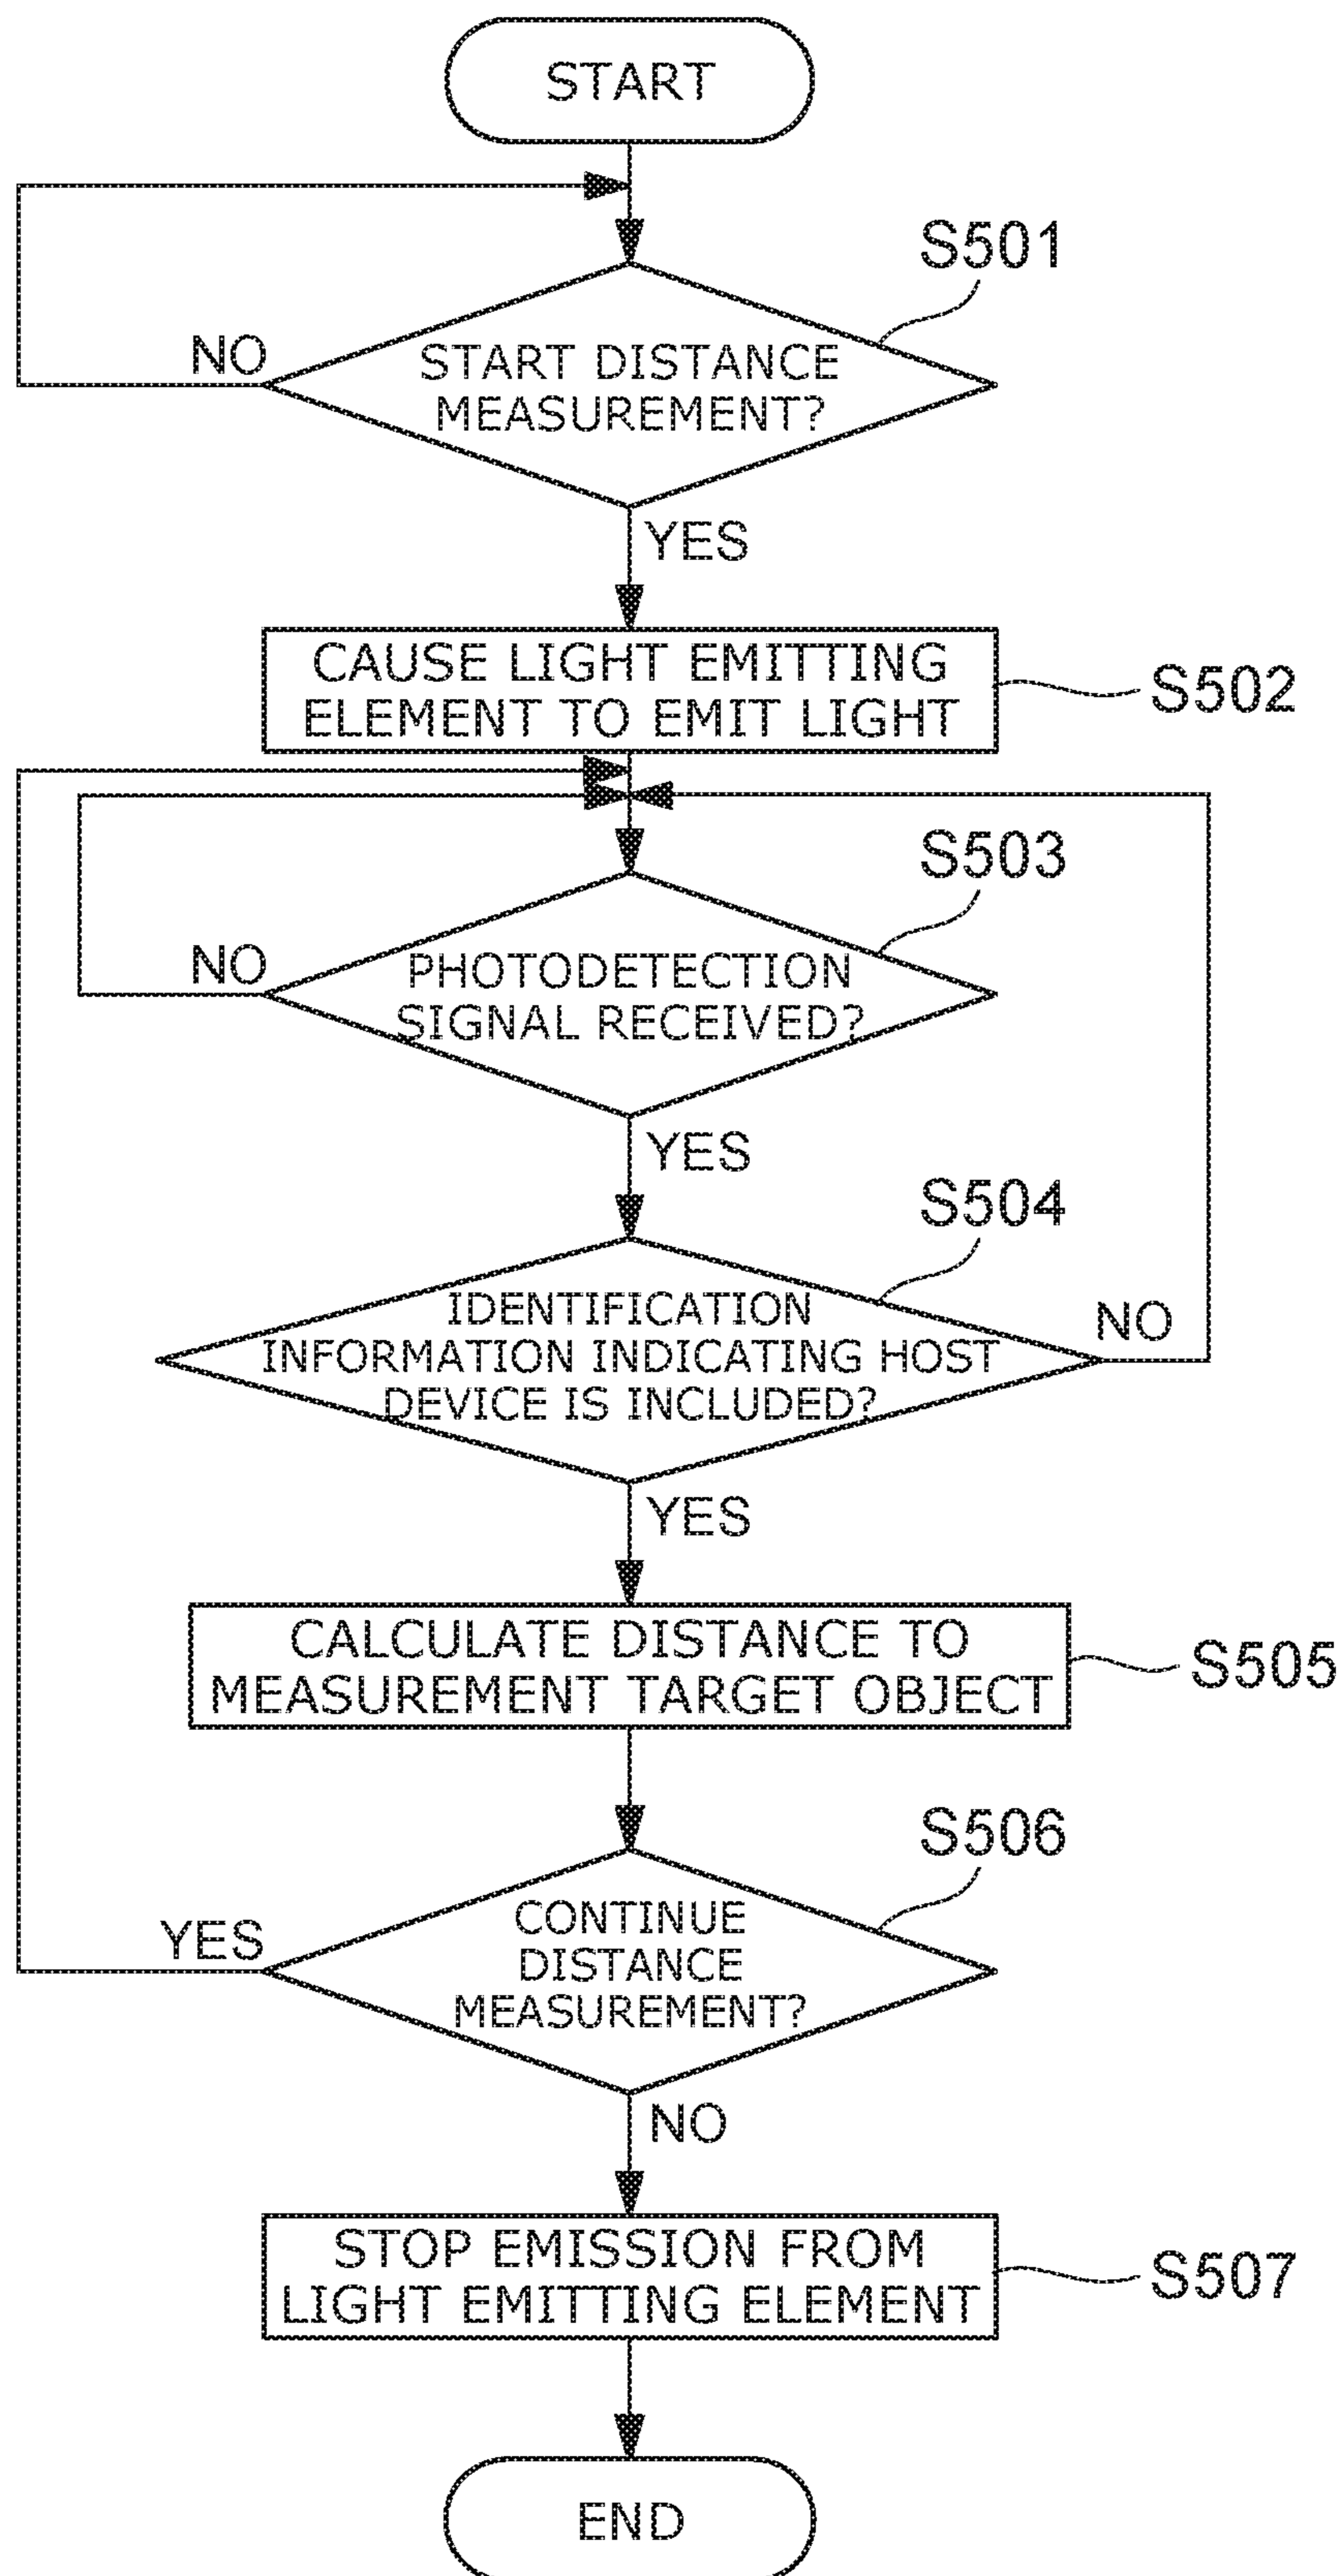 START
S501
NO
START DISTANCE
MEASUREMENT?
YES
CAUSE LIGHT EMITTING
ELEMENT TO EMIT LIGHT
S502
S503
NO
PHOTODETECTION
SIGNAL RECEIVED?
YES
S504
IDENTIFICATION
INFORMATION INDICATING HOST
DEVICE IS INCLUDED?
NO
YES
CALCULATE DISTANCE TO
MEASUREMENT TARGET OBJECT
S505
S506
YES
CONTINUE
DISTANCE
MEASUREMENT?
NO
STOP EMISSION FROM
LIGHT EMITTING ELEMENT
S507
END